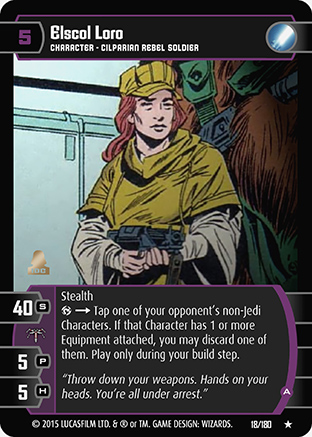 5
Elscol Loro
CHARACTER - CILPARIAN REBEL SOLDIER
40 S
5 P
5 H
Stealth
→ Tap one of your opponent's non-Jedi
Characters. If that Character has 1 or more
Equipment attached, you may discard one of
them. Play only during your build step.
"Throw down your weapons. Hands on your
heads. You're all under arrest."
A
© 2015 LUCASFILM LTD. & ® or TM. GAME DESIGN: WIZARDS. 18/180 ★